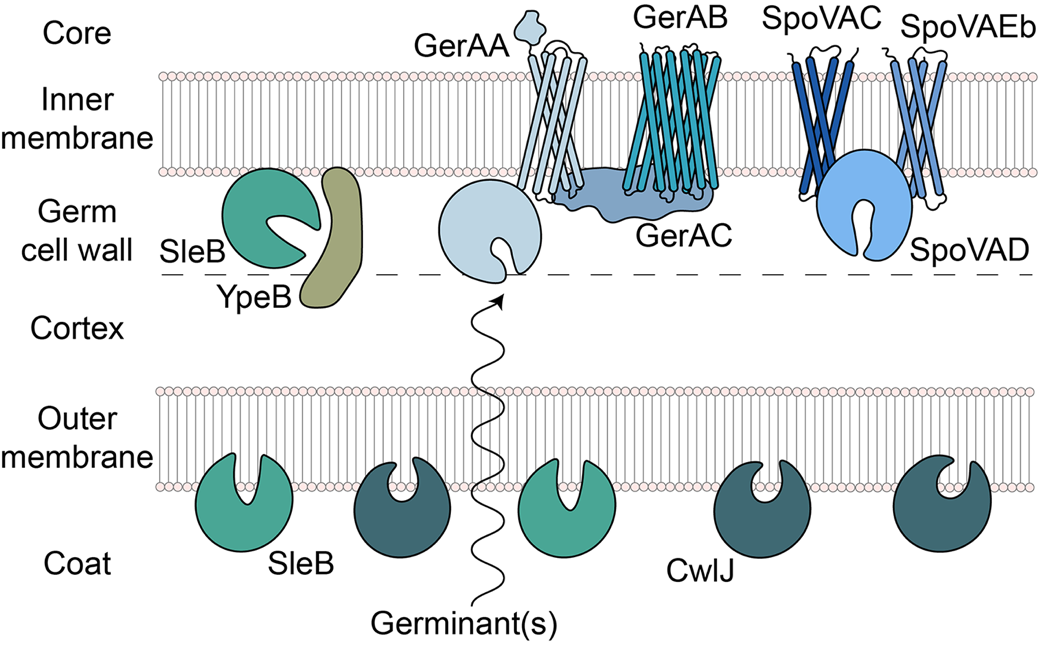 Core
GerAA
GerAB
SpoVAC
SpoVAEb
Inner
membrane
Germ
cell wall
SleB
YpeB
GerAC
SpoVAD
Cortex
Outer
membrane
Coat
SleB
CwlJ
Germinant(s)